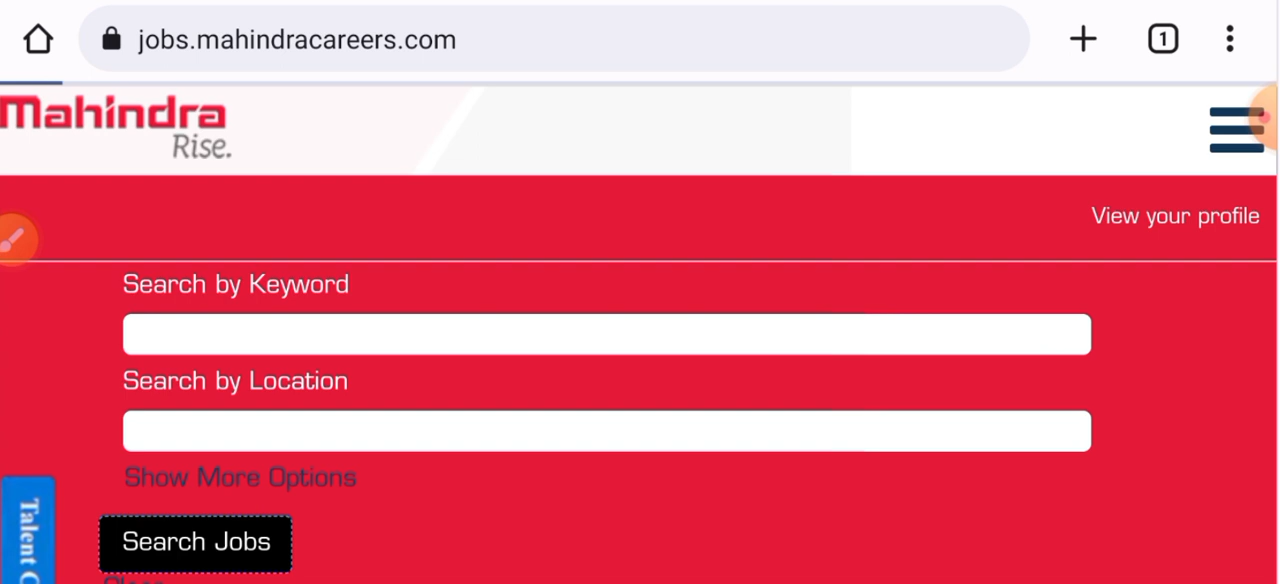 jobs.mahindracareers.com
1
Mahindra
Rise.
View your profile
Search by Keyword
Search by Location
Show More Options
Talent
Search Jobs